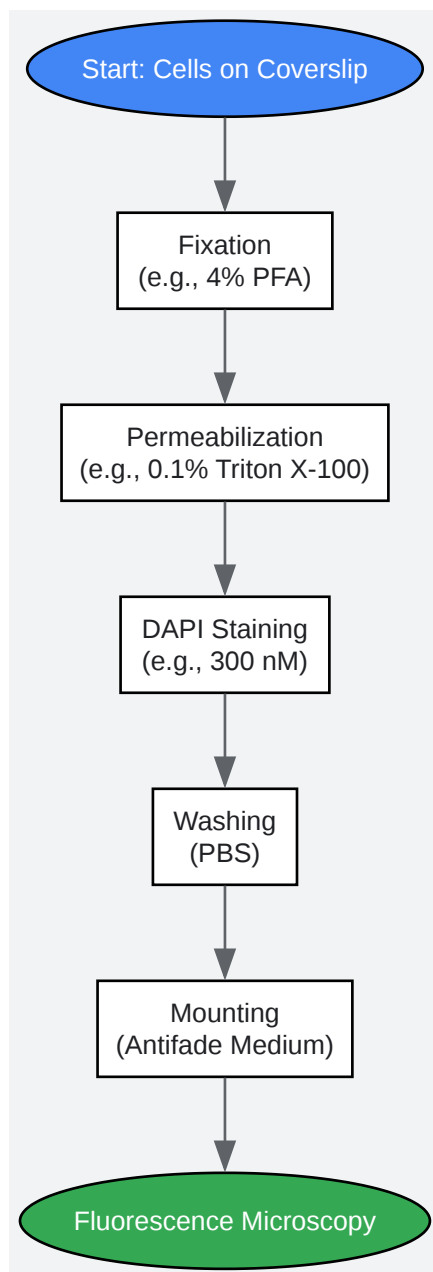 Start: Cells on Coverslip
Fixation
(e.g., 4% PFA)
Permeabilization
(e.g., 0.1% Triton X-100)
DAPI Staining
(e.g., 300 nM)
Washing
(PBS)
Mounting
(Antifade Medium)
Fluorescence Microscopy